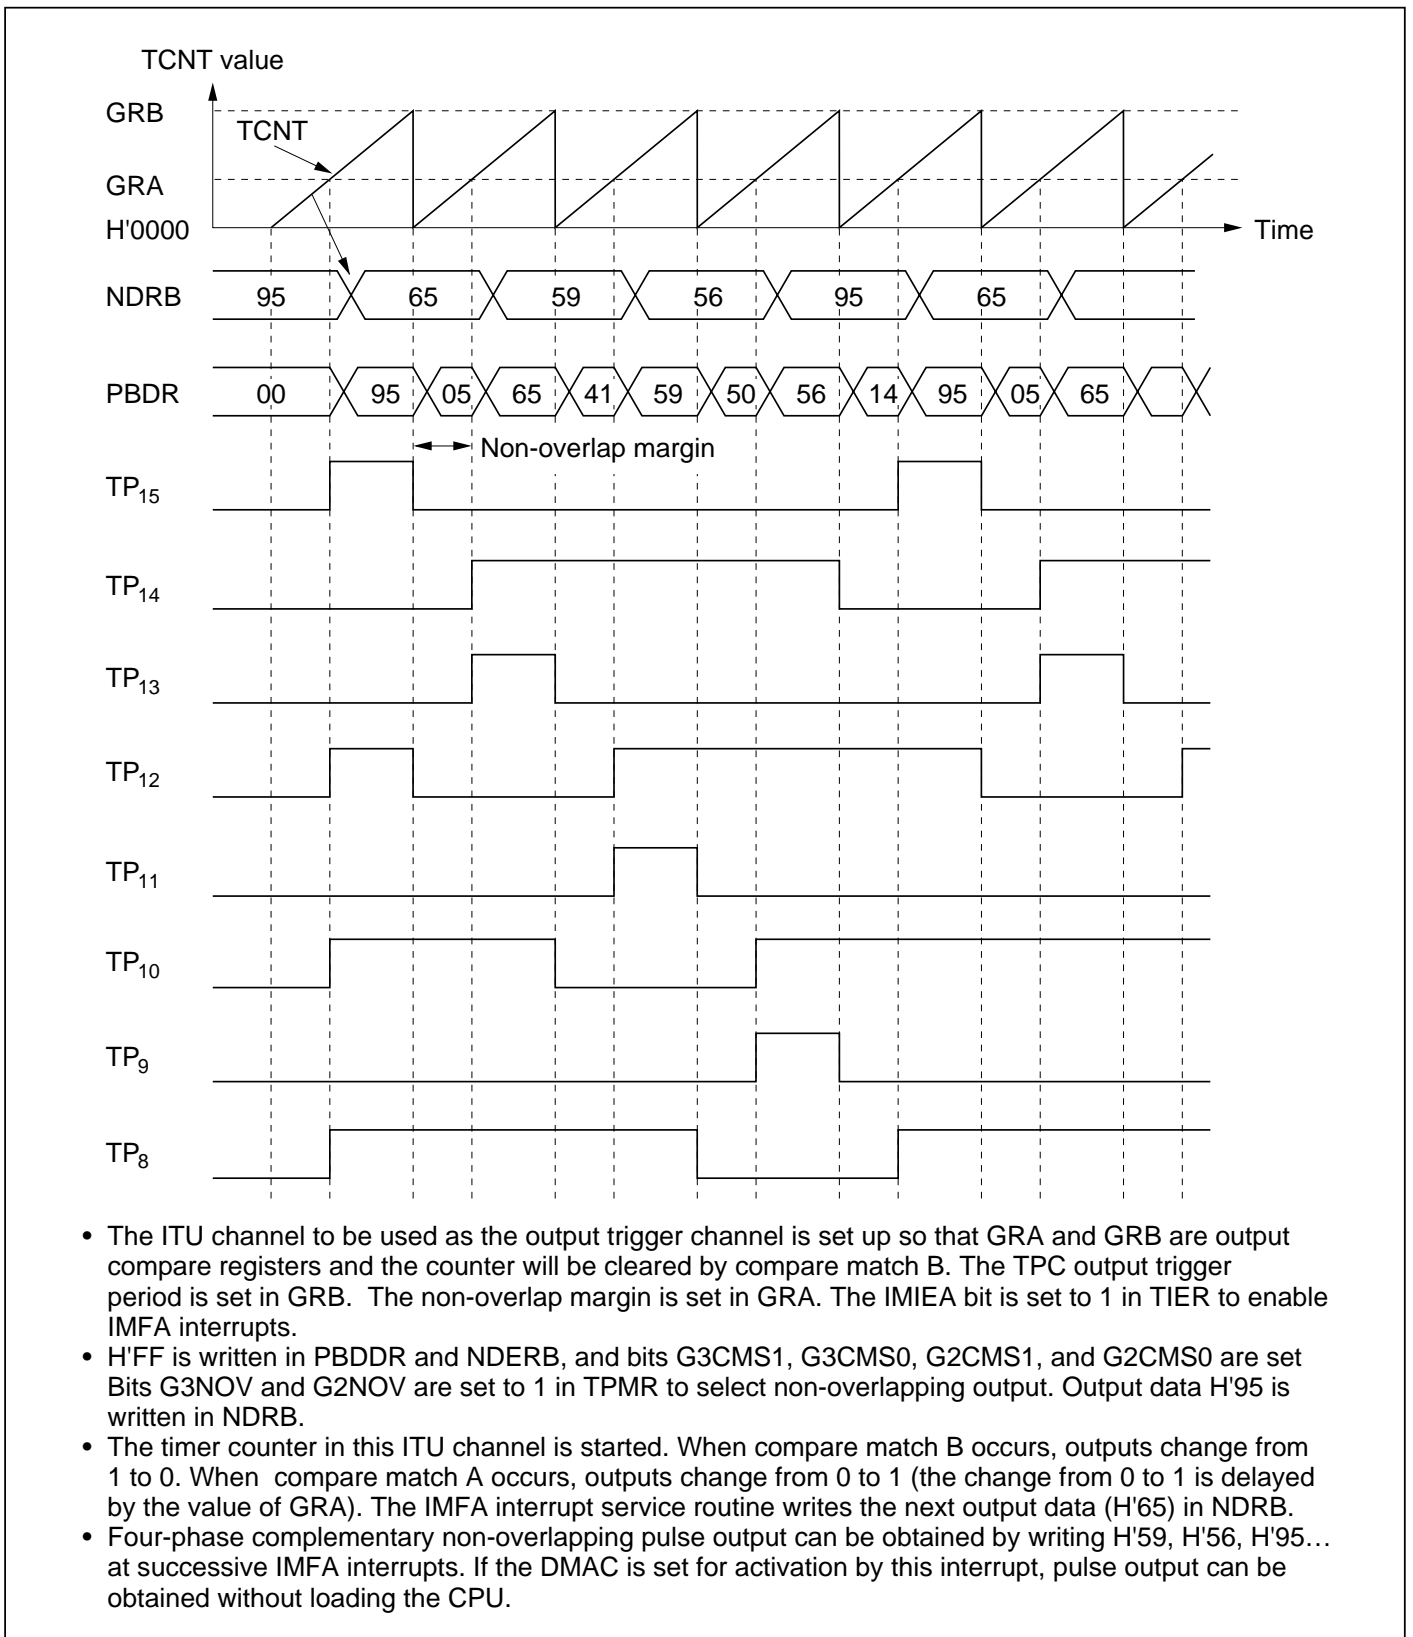 TCNT value
GRB
TCNT
GRA
H'0000
Time
NDRB 95 65 59 56 95 65
PBDR 00 95 05 65 41 59 50 56 14 95 05 65
Non-overlap margin
TP15
TP14
TP13
TP12
TP11
TP10
TP9
TP8
• The ITU channel to be used as the output trigger channel is set up so that GRA and GRB are output
compare registers and the counter will be cleared by compare match B. The TPC output trigger
period is set in GRB. The non-overlap margin is set in GRA. The IMIEA bit is set to 1 in TIER to enable
IMFA interrupts.
• H'FF is written in PBDDR and NDERB, and bits G3CMS1, G3CMS0, G2CMS1, and G2CMS0 are set
Bits G3NOV and G2NOV are set to 1 in TPMR to select non-overlapping output. Output data H'95 is
written in NDRB.
• The timer counter in this ITU channel is started. When compare match B occurs, outputs change from
1 to 0. When compare match A occurs, outputs change from 0 to 1 (the change from 0 to 1 is delayed
by the value of GRA). The IMFA interrupt service routine writes the next output data (H'65) in NDRB.
• Four-phase complementary non-overlapping pulse output can be obtained by writing H'59, H'56, H'95…
at successive IMFA interrupts. If the DMAC is set for activation by this interrupt, pulse output can be
obtained without loading the CPU.